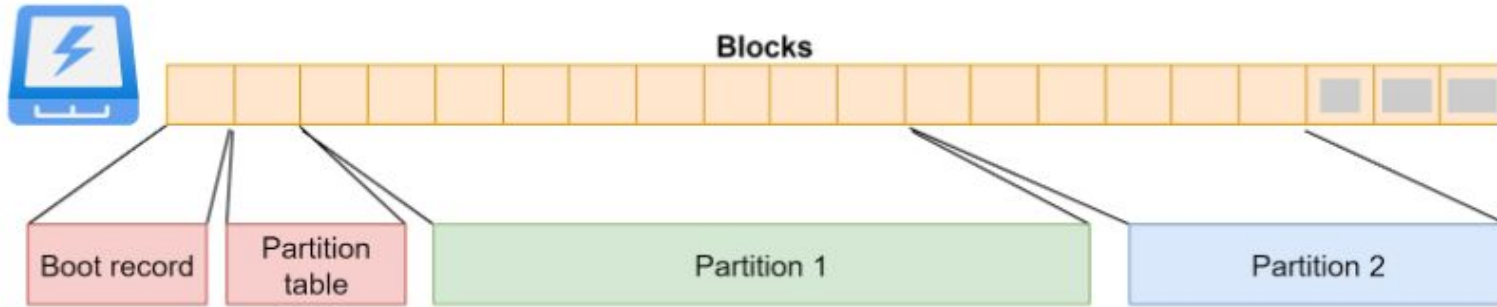 Blocks
Boot record
Partition
table
Partition 1
Partition 2